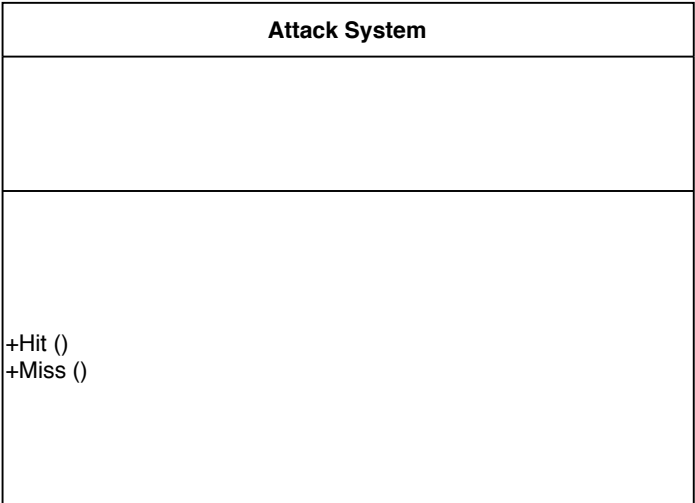 Attack System
+Hit ()
+Miss ()